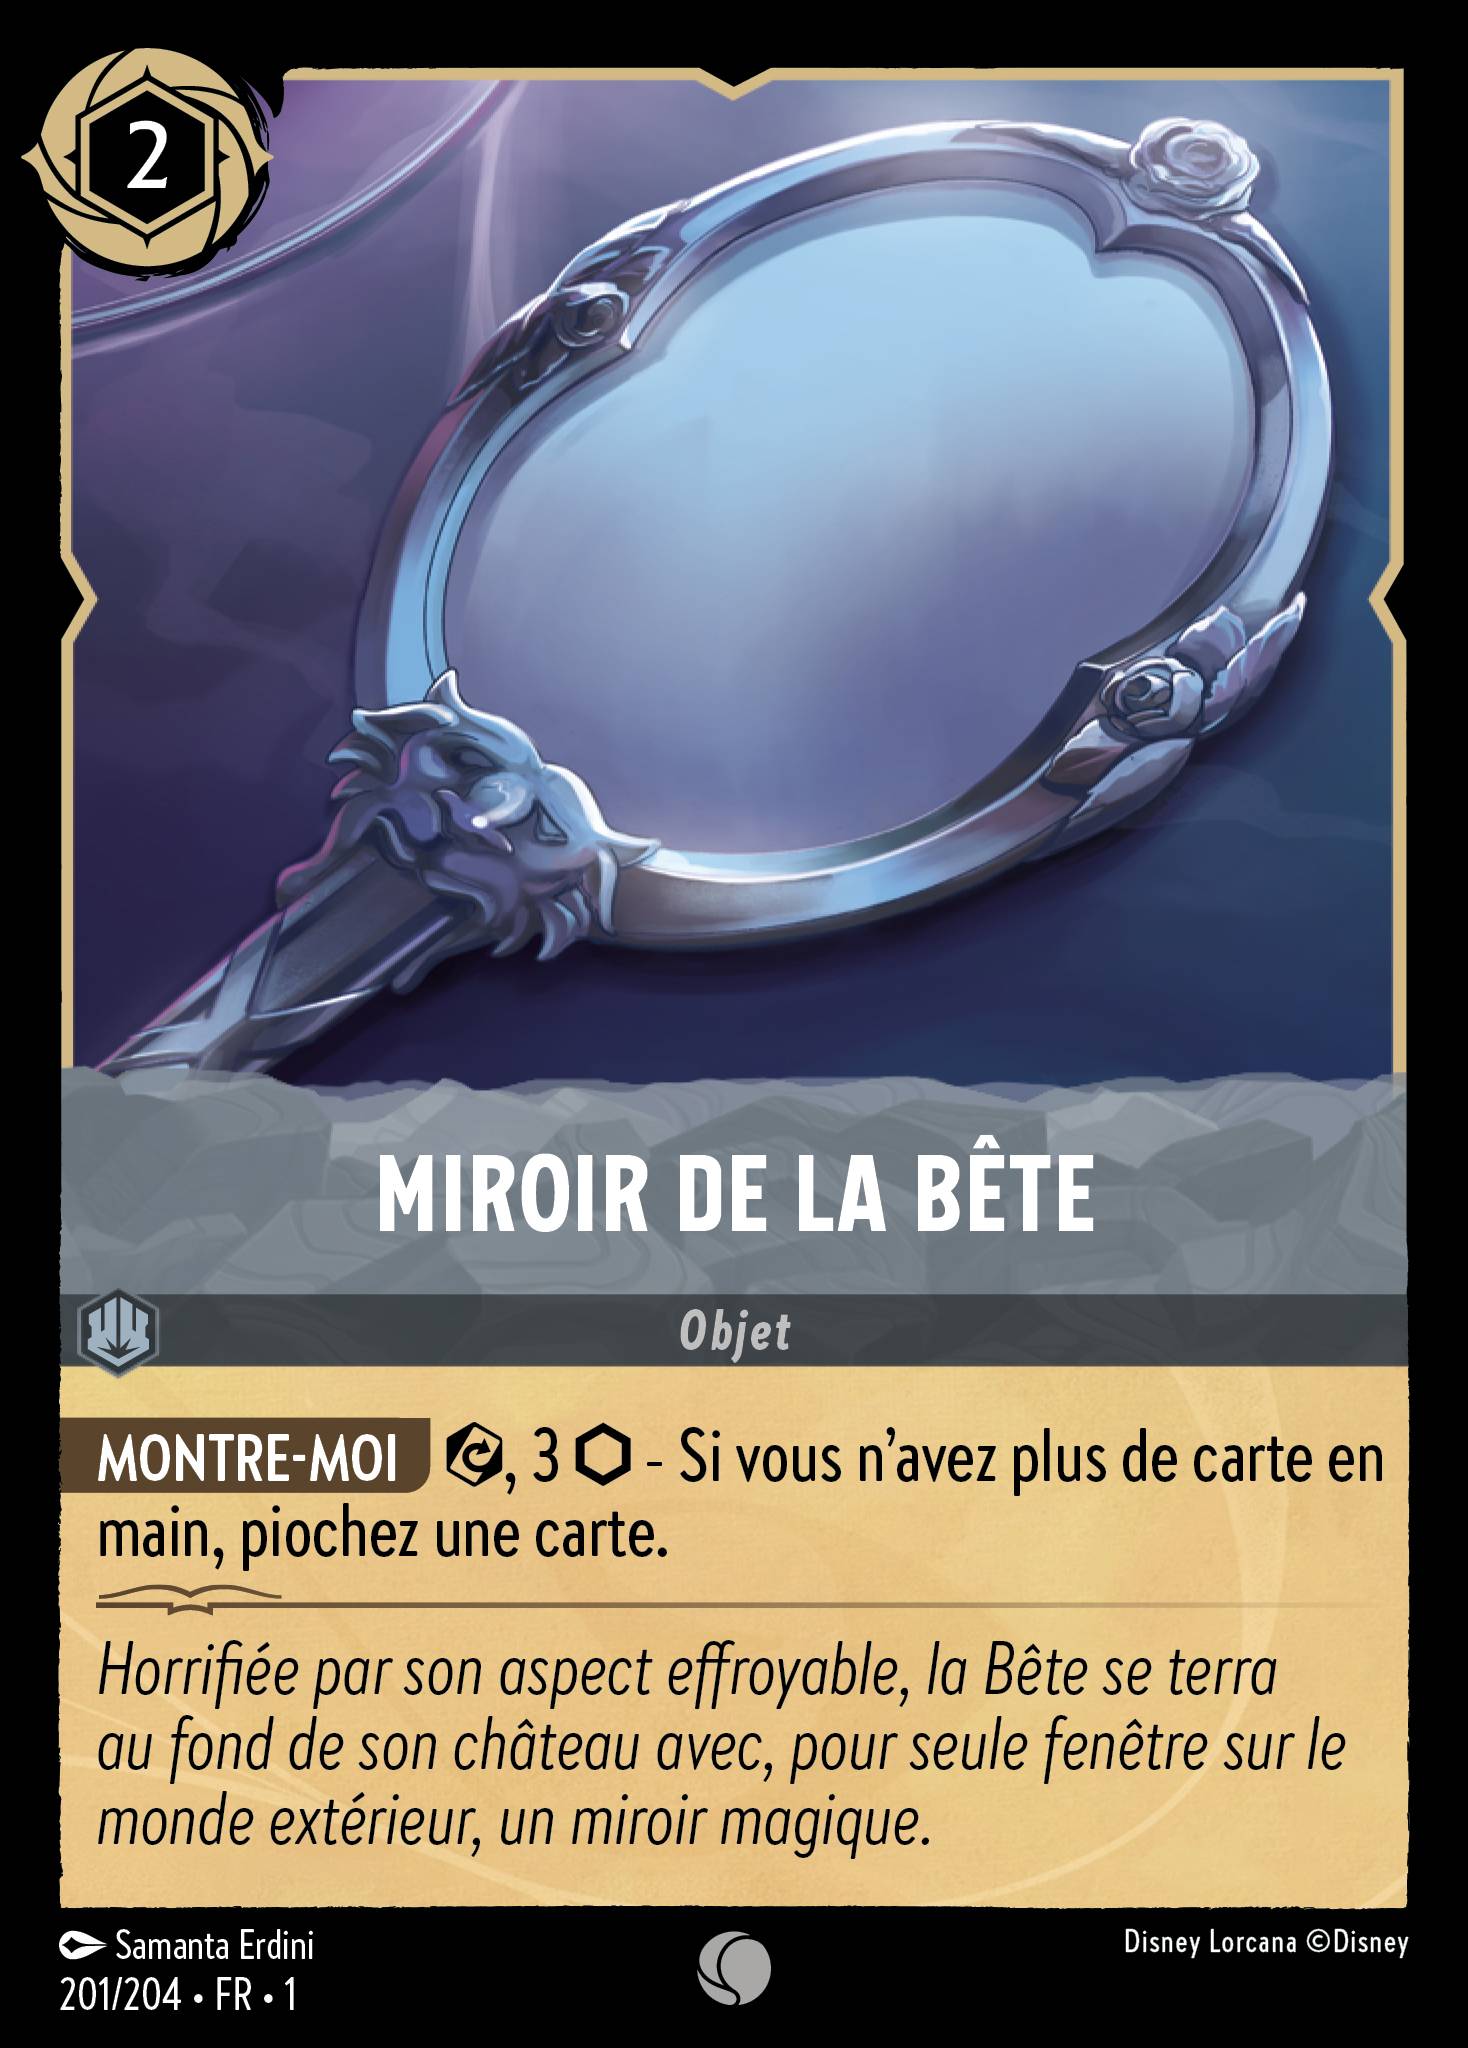 2
MIROIR DE LA BÊTE
Objet
MONTRE-MOI , 3 - Si vous n’avez plus de carte en
main, piochez une carte.
Horrifiée par son aspect effroyable, la Bête se terra
au fond de son château avec, pour seule fenêtre sur le
monde extérieur, un miroir magique.
Samanta Erdini
Disney Lorcana ©Disney
201/204 • FR • 1